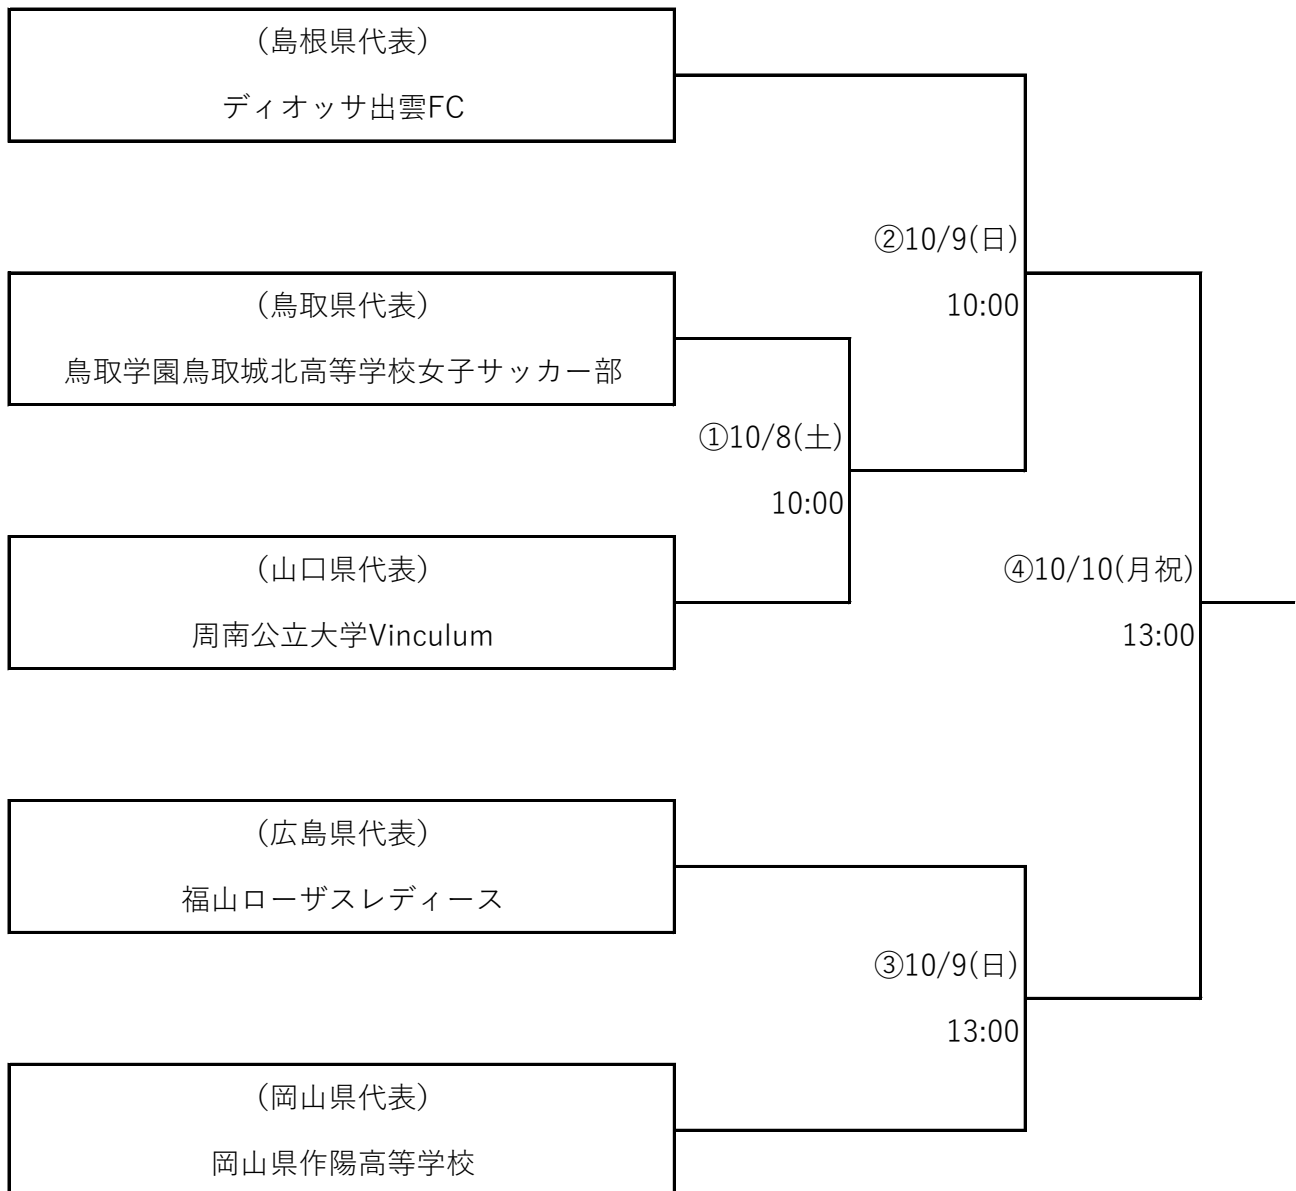 （島根県代表）
ディオッサ出雲FC
②10/9(日)
10:00
（鳥取県代表）
鳥取学園鳥取城北高等学校女子サッカー部
①10/8(土)
10:00
（山口県代表）
周南公立大学Vinculum
④10/10(月祝)
13:00
（広島県代表）
福山ローザスレディース
③10/9(日)
13:00
（岡山県代表）
岡山県作陽高等学校